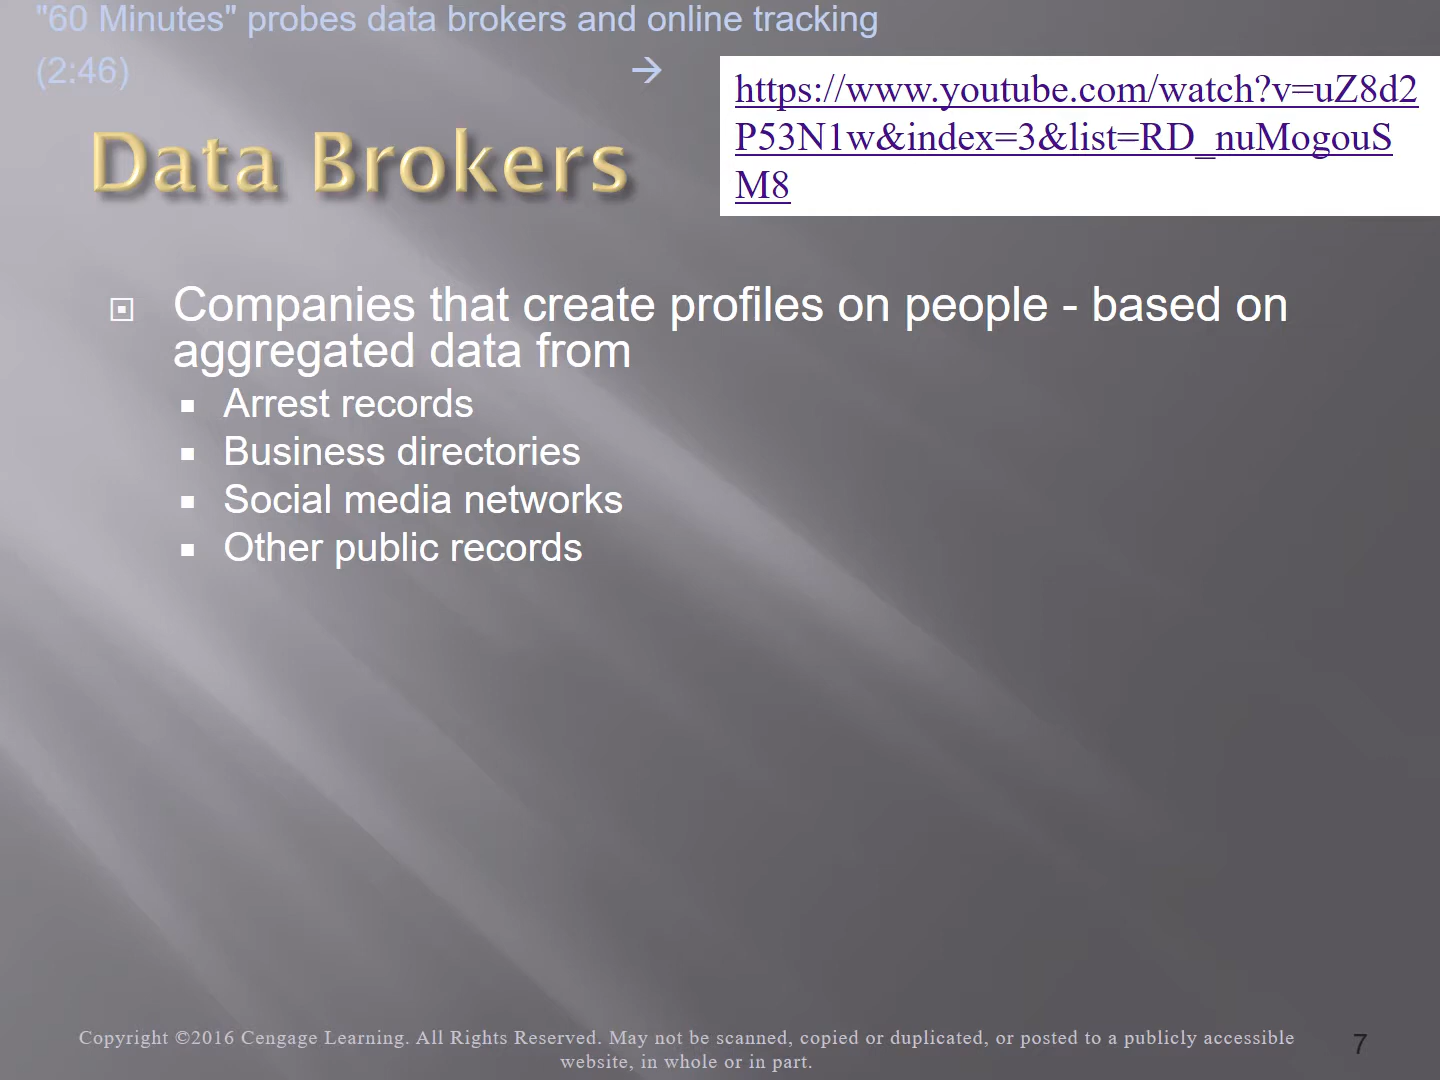 "60 Minutes" probes data brokers and online tracking
(2:46) →
https://www.youtube.com/watch?v=uZ8d2
P53N1w&index=3&list=RD_nuMogouS
M8
Data Brokers
Companies that create profiles on people - based on
aggregated data from
Arrest records
Business directories
Social media networks
Other public records
Copyright ©2016 Cengage Learning. All Rights Reserved. May not be scanned, copied or duplicated, or posted to a publicly accessible
website, in whole or in part.
7